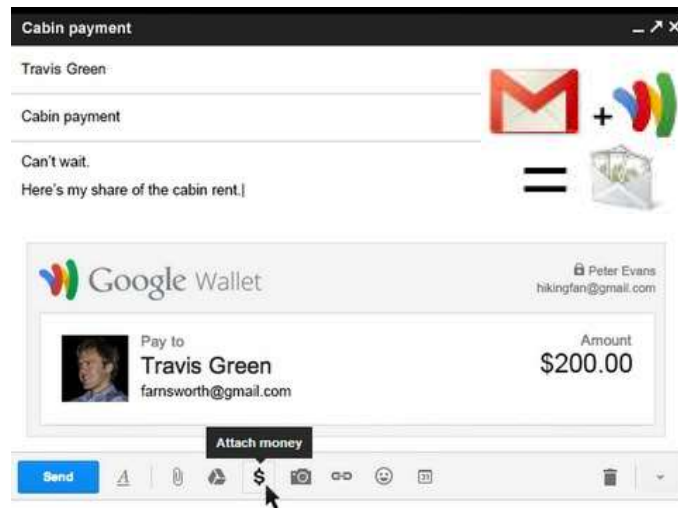 Cabin payment
Travis Green
Cabin payment
Can't wait.
Here's my share of the cabin rent.
+
=
Google Wallet
Peter Evans
hikingfan@gmail.com
Pay to
Travis Green
farnsworth@gmail.com
Amount
$200.00
Attach money
Send
A
$
31